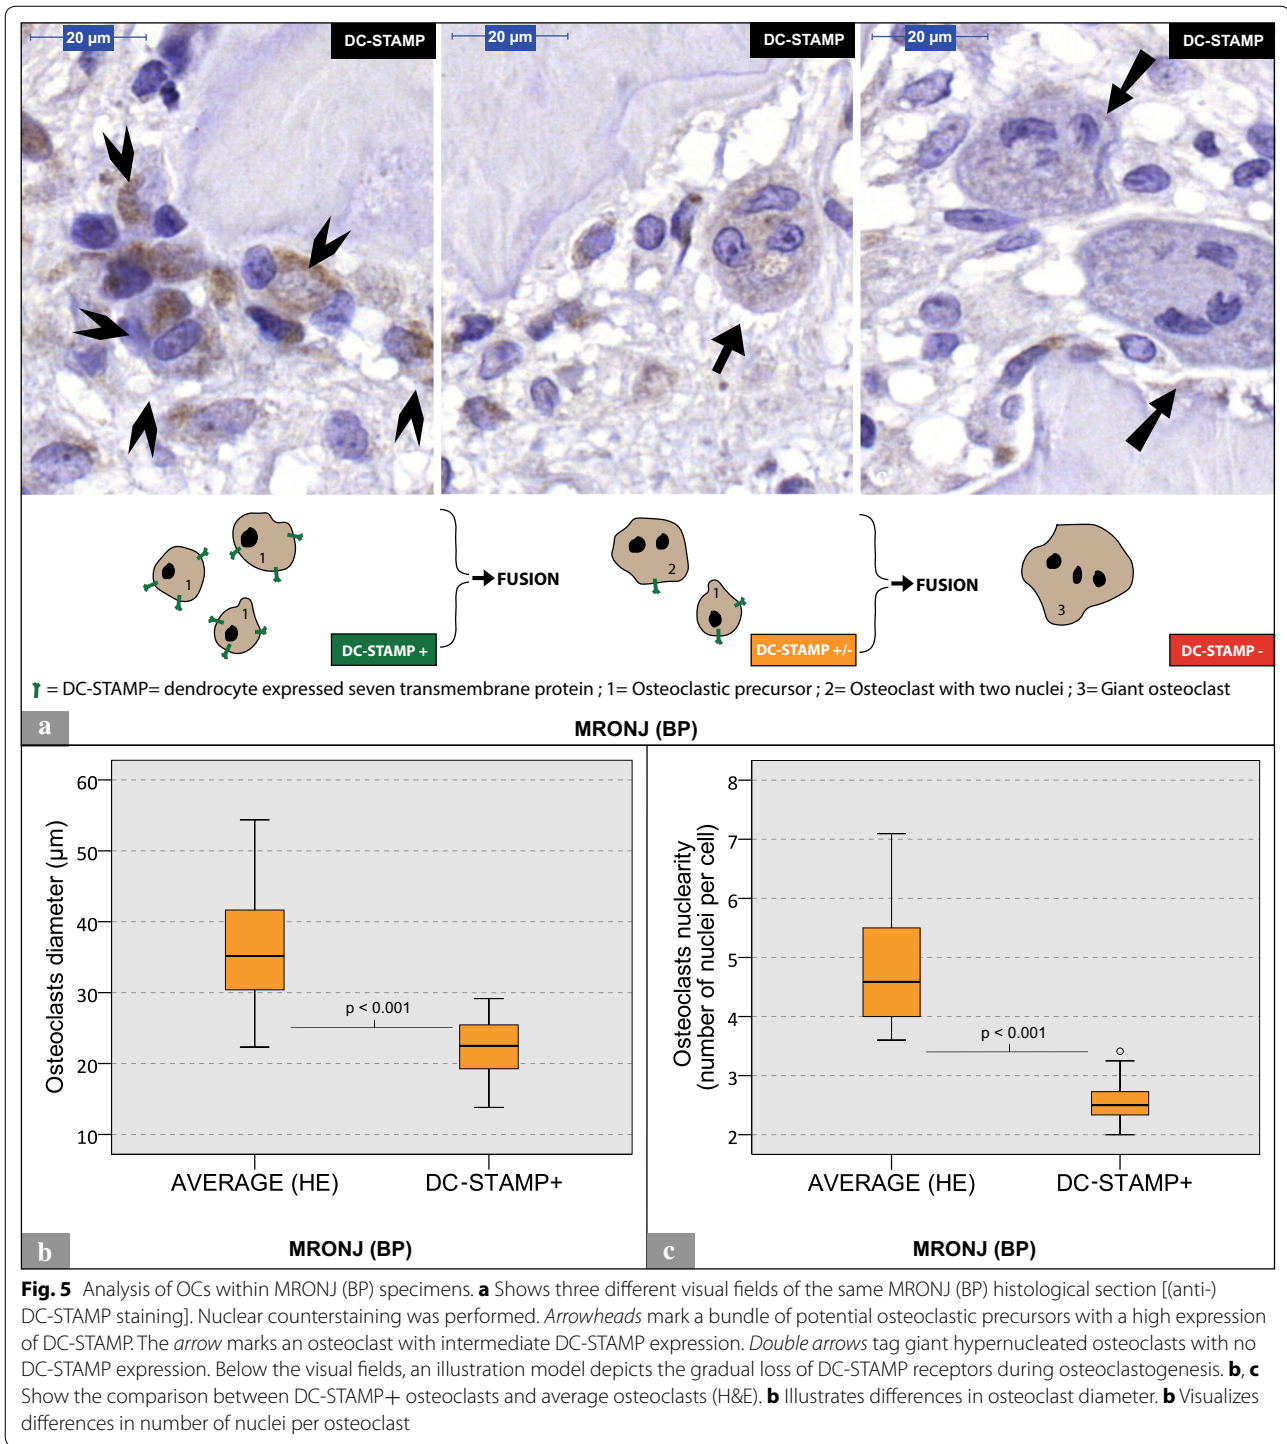 20 µm
DC-STAMP
20 µm
DC-STAMP
20 µm
DC-STAMP
c
1
1
1
FUSION
DC-STAMP +
2
1
FUSION
DC-STAMP +/-
3
DC-STAMP -
= DC-STAMP= dendrocyte expressed seven transmembrane protein ; 1= Osteoclastic precursor ; 2= Osteoclast with two nuclei ; 3= Giant osteoclast
a
MRONJ (BP)
Osteoclasts diameter (µm)
60
50
40
30
20
10
p < 0.001
AVERAGE (HE)
DC-STAMP+
b
MRONJ (BP)
Osteoclasts nuclearity
(number of nuclei per cell)
8
7
6
5
4
3
2
p < 0.001
AVERAGE (HE)
DC-STAMP+
c
MRONJ (BP)
Fig. 5 Analysis of OCs within MRONJ (BP) specimens. a Shows three different visual fields of the same MRONJ (BP) histological section [(anti-)
DC-STAMP staining]. Nuclear counterstaining was performed. Arrowheads mark a bundle of potential osteoclastic precursors with a high expression
of DC-STAMP. The arrow marks an osteoclast with intermediate DC-STAMP expression. Double arrows tag giant hypernucleated osteoclasts with no
DC-STAMP expression. Below the visual fields, an illustration model depicts the gradual loss of DC-STAMP receptors during osteoclastogenesis. b, c
Show the comparison between DC-STAMP+ osteoclasts and average osteoclasts (H&E). b Illustrates differences in osteoclast diameter. b Visualizes
differences in number of nuclei per osteoclast